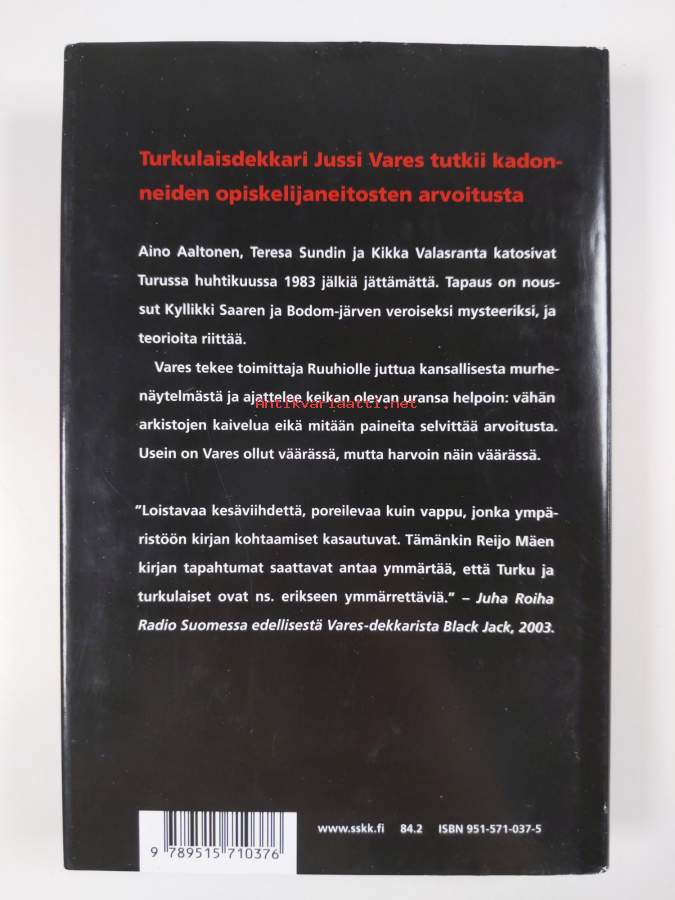 Turkulaisdekkari Jussi Vares tutkii kadon-
neiden opiskelijaneitosten arvoitusta
Aino Aaltonen, Teresa Sundin ja Kikka Valasranta katosivat
Turussa huhtikuussa 1983 jälkiä jättämättä. Tapaus on nous-
sut Kyllikki Saaren ja Bodom-järven veroiseksi mysteeriksi, ja
teorioita riittää.
Vares tekee toimittaja Ruuhiolle juttua kansallisesta murhe-
näytelmästä ja ajattelee keikan olevan uransa helpoin: vähän
Antikvariaatti.net
arkistojen kaivelua eikä mitään paineita selvittää arvoitusta.
Usein on Vares ollut väärässä, mutta harvoin näin väärässä.
”Loistavaa kesäviihdettä, poreilevaa kuin vappu, jonka ympä-
ristöön kirjan kohtaamiset kasautuvat. Tämänkin Reijo Mäen
kirjan tapahtumat saattavat antaa ymmärtää, että Turku ja
turkulaiset ovat ns. erikseen ymmärrettäviä.” – Juha Roiha
Radio Suomessa edellisestä Vares-dekkarista Black Jack, 2003.
www.sskk.fi 84.2 ISBN 951-571-037-5
9 789515 710376